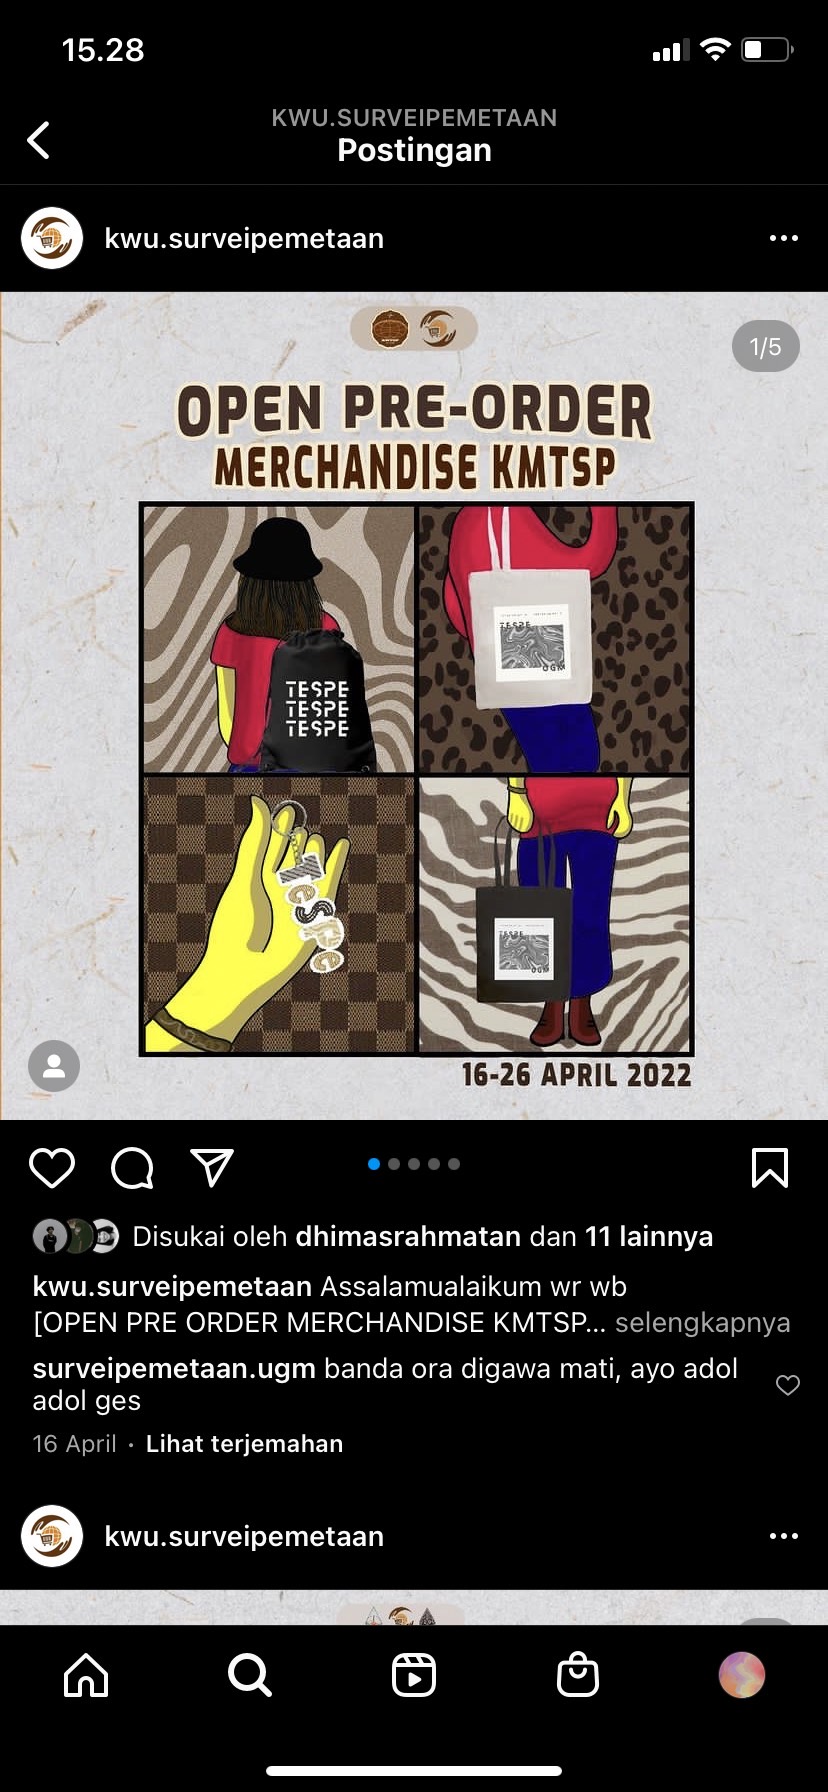 15.28
KWU.SURVEIPEMETAAN
Postingan
kwu.surveipemetaan
1/5
OPEN PRE-ORDER
MERCHANDISE KMTSP
TESPE
TESPE
TESPE
TESPE
UGM
Tespe
TESPE
UGM
16-26 APRIL 2022
Disukai oleh dhimasrahmatan dan 11 lainnya
kwu.surveipemetaan Assalamualaikum wr wb
[OPEN PRE ORDER MERCHANDISE KMTSP... selengkapnya
surveipemetaan.ugm banda ora digawa mati, ayo adol
adol ges
16 April · Lihat terjemahan
kwu.surveipemetaan